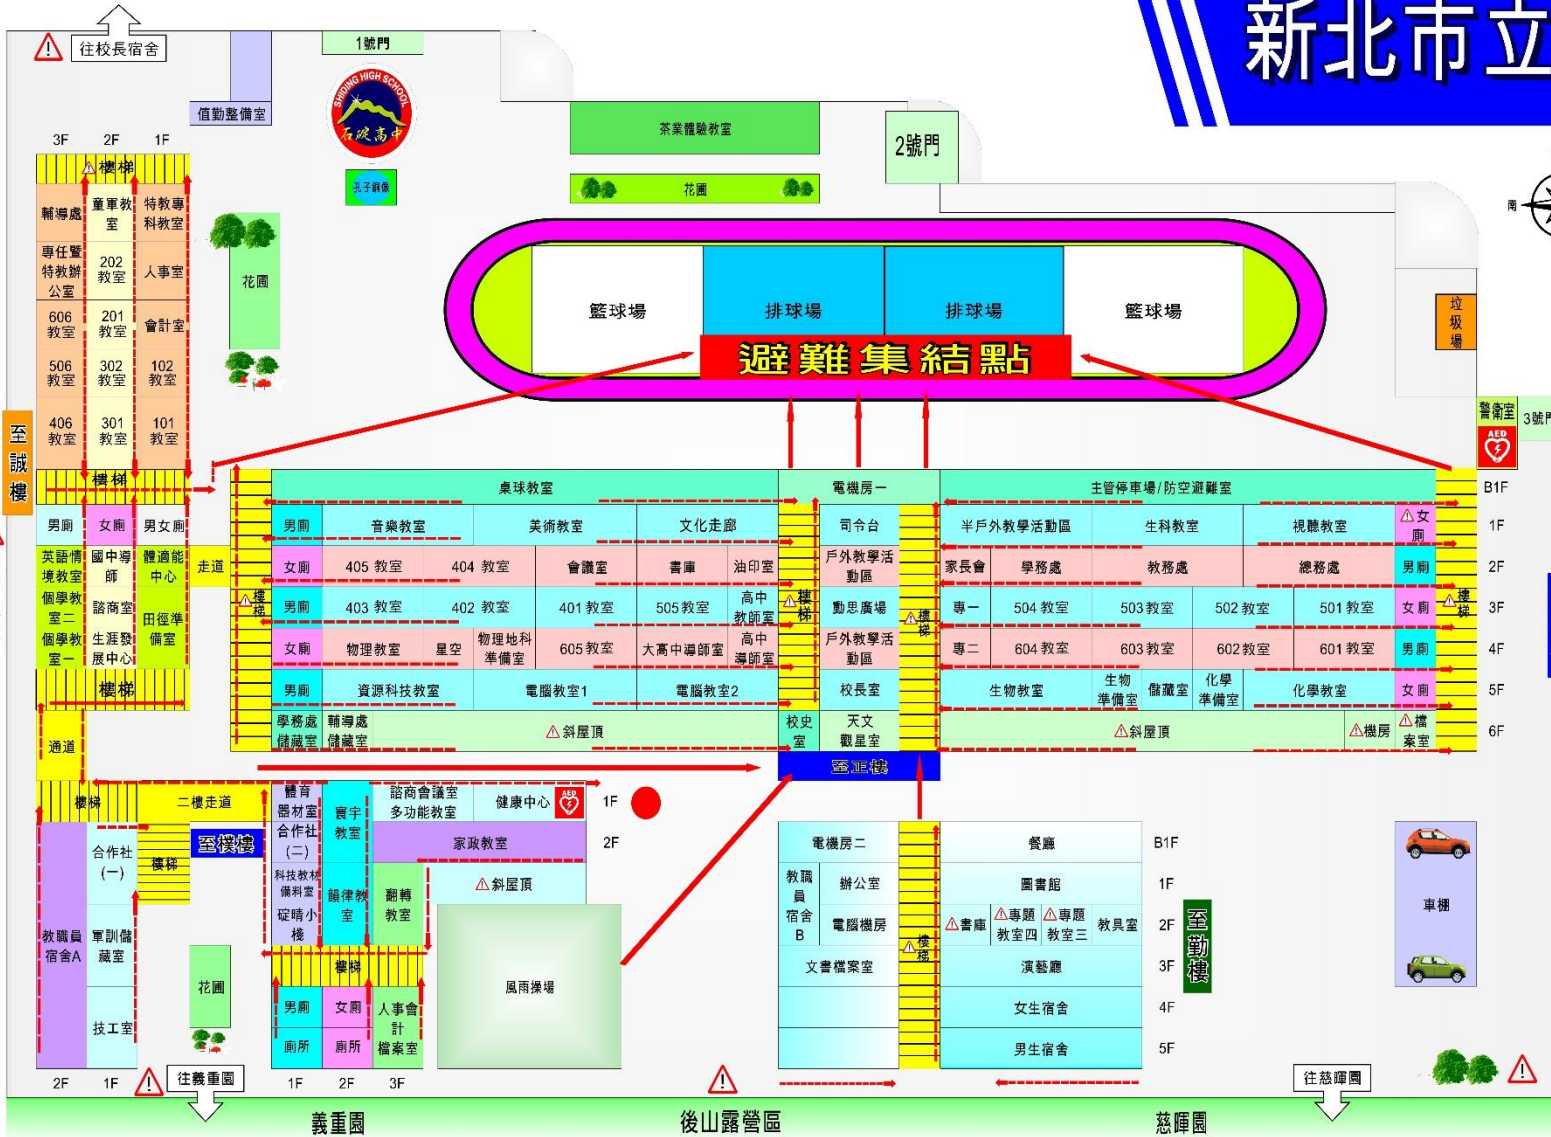 新北市立
往校長宿舍
1號門
SHIDING HIGH SCHOOL
石碇高中
值勤整備室
孔子銅像
茶業體驗教室
2號門
花圃
南
3F 2F 1F
樓梯
輔導處
童軍教
室
特教專
科教室
專任暨
特教辦
公室
202
教室
人事室
606
教室
201
教室
會計室
506
教室
302
教室
102
教室
406
教室
301
教室
101
教室
樓梯
花圃
籃球場
排球場
排球場
籃球場
避難集結點
垃
圾
場
警衛室
3號門
AED
至
誠
樓
男廁
女廁
男女廁
英語情
境教室
國中導
師
體適能
中心
走道
個學教
室二
諮商室
田徑準
備室
個學教
室一
生涯發
展中心
樓梯
通道
桌球教室
電機房一
主管停車場/防空避難室
B1F
男廁
音樂教室
美術教室
文化走廊
司令台
半戶外教學活動區
生科教室
視聽教室
女
廁
1F
女廁
405 教室
404 教室
會議室
書庫
油印室
戶外教學活
動區
家長會
學務處
教務處
總務處
男廁
2F
樓
梯
男廁
403 教室
402 教室
401 教室
505 教室
高中
教師室
樓
梯
動思廣場
樓
梯
專一
504 教室
503 教室
502 教室
501 教室
女廁
樓
梯
3F
女廁
物理教室
星空
物理地科
準備室
605 教室
大高中導師室
高中
導師室
戶外教學活
動區
專二
604 教室
603 教室
602 教室
601 教室
男廁
4F
男廁
資源科技教室
電腦教室1
電腦教室2
校長室
生物教室
生物
準備室
儲藏室
化學
準備室
化學教室
女廁
5F
學務處
儲藏室
輔導處
儲藏室
斜屋頂
校史
室
天文
觀星室
斜屋頂
機房
檔
案室
6F
至正樓
樓梯
二樓走道
體育
器材室
寰宇
教室
諮商會議室
多功能教室
健康中心
AED
1F
合作社
(一)
樓梯
至樸樓
合作社
(二)
家政教室
2F
科技教材
備料室
韻律教
室
翻轉
教室
斜屋頂
碇晴小
棧
教職員
宿舍A
軍訓儲
藏室
技工室
花圃
樓梯
男廁
女廁
人事會
計
檔案室
廁所
廁所
風雨操場
電機房二
餐廳
B1F
教職
員
宿舍
B
辦公室
圖書館
1F
電腦機房
樓
梯
書庫
專題
教室四
專題
教室三
教具室
2F
文書檔案室
演藝廳
3F
女生宿舍
4F
男生宿舍
5F
至
勤
樓
車棚
2F 1F
往義重園
1F 2F 3F
往慈暉園
義重園
後山露營區
慈暉園